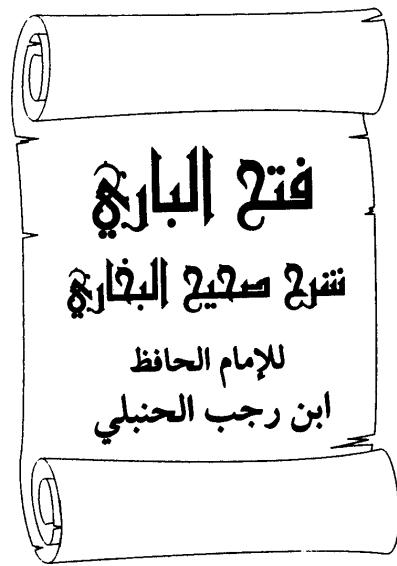 فتح الباري
شرح صحيح البخاري
للإمام الحافظ
ابن رجب الحنبلي